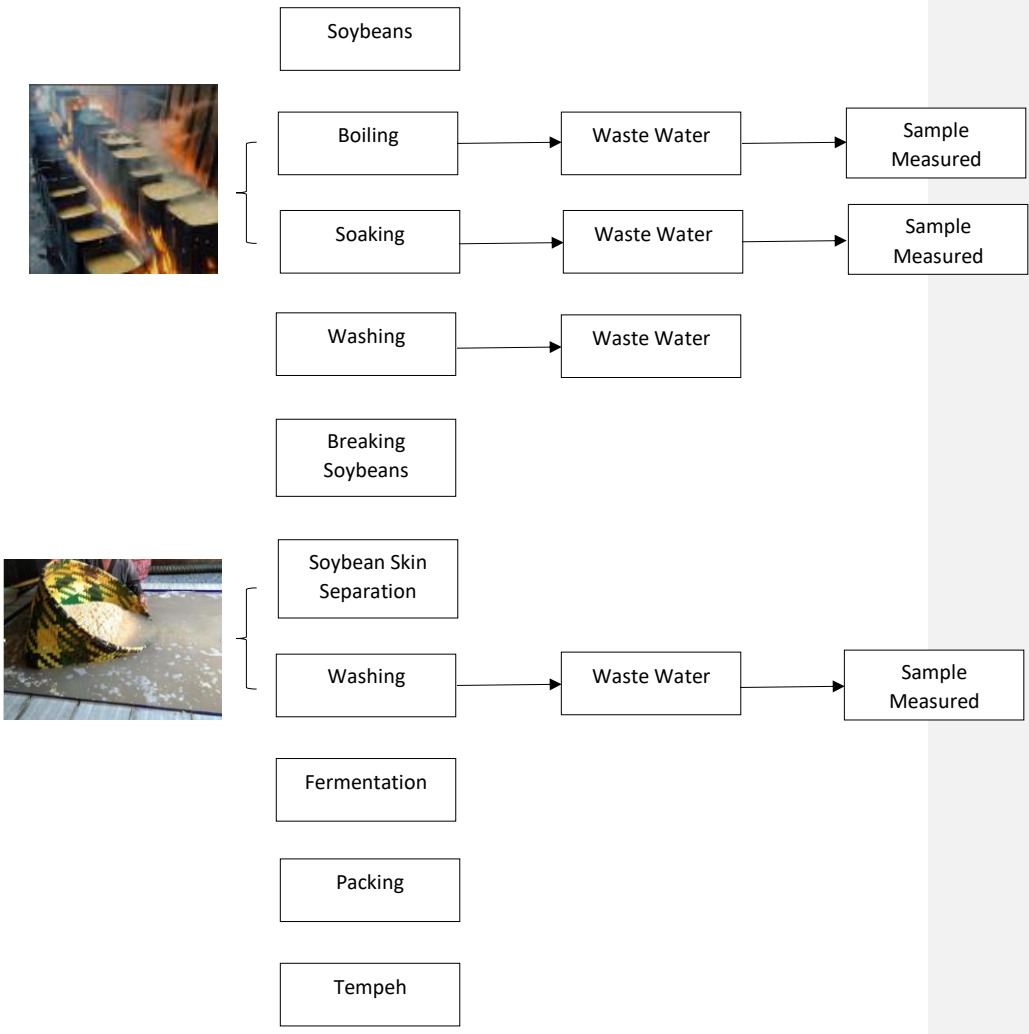 Soybeans
Boiling
Waste Water
Sample
Measured
Soaking
Waste Water
Sample
Measured
Washing
Waste Water
Breaking
Soybeans
Soybean Skin
Separation
Washing
Waste Water
Sample
Measured
Fermentation
Packing
Tempeh